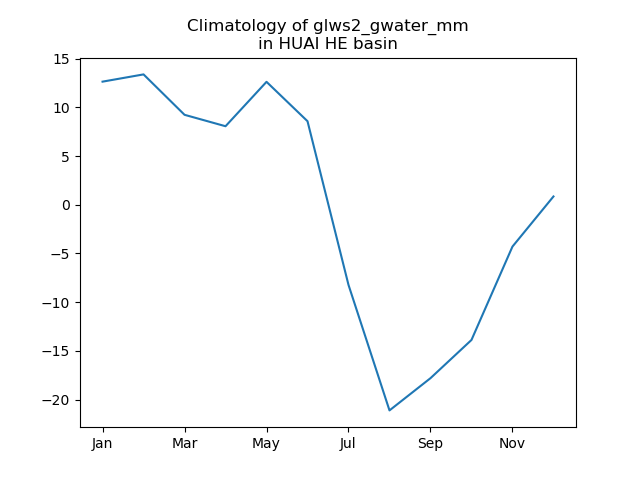 Climatology of glws2_gwater_mm
in HUAI HE basin
15
10
5
0
−5
−10
−15
−20
Jan
Mar
May
Jul
Sep
Nov